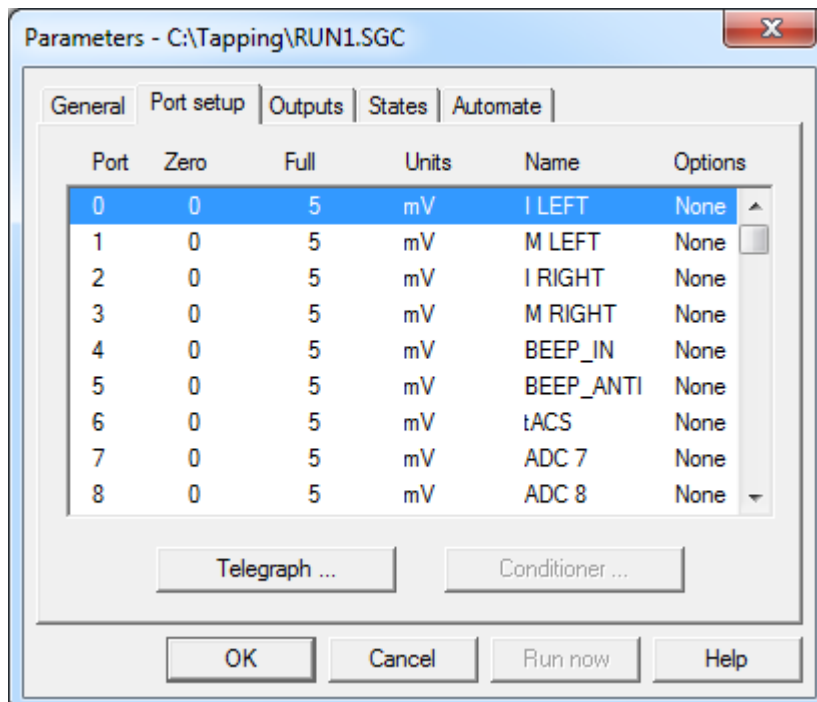 Parameters - C:\Tapping\RUN1.SGC
General Port setup Outputs States Automate
Port Zero Full Units Name Options
0 0 5 mV I LEFT None
1 0 5 mV M LEFT None
2 0 5 mV I RIGHT None
3 0 5 mV M RIGHT None
4 0 5 mV BEEP_IN None
5 0 5 mV BEEP_ANTI None
6 0 5 mV tACS None
7 0 5 mV ADC 7 None
8 0 5 mV ADC 8 None
Telegraph ... Conditioner ...
OK Cancel Run now Help